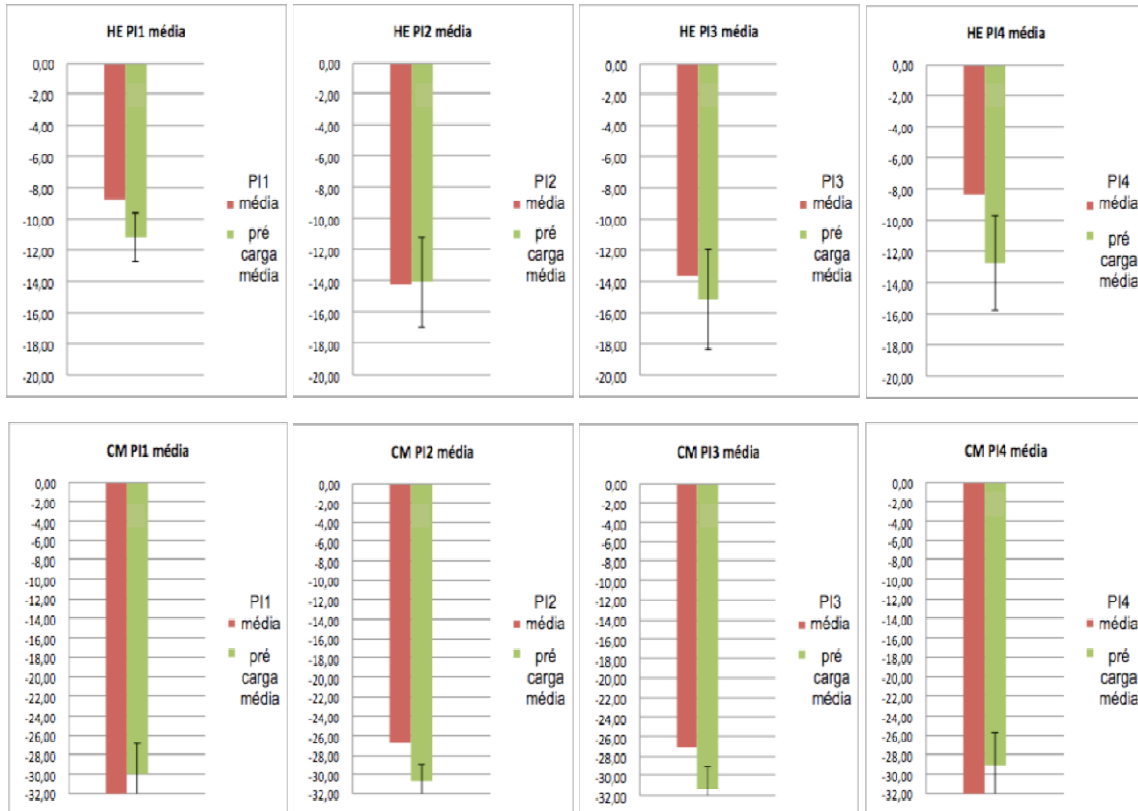 HE PI1 média
0,00
-2,00
-4,00
-6,00
-8,00
-10,00
-12,00
-14,00
-16,00
-18,00
-20,00
PI1
média
pré
carga
média
HE PI2 média
0,00
-2,00
-4,00
-6,00
-8,00
-10,00
-12,00
-14,00
-16,00
-18,00
-20,00
PI2
média
pré
carga
média
HE PI3 média
0,00
-2,00
-4,00
-6,00
-8,00
-10,00
-12,00
-14,00
-16,00
-18,00
-20,00
PI3
média
pré
carga
média
HE PI4 média
0,00
-2,00
-4,00
-6,00
-8,00
-10,00
-12,00
-14,00
-16,00
-18,00
-20,00
PI4
média
pré
carga
média
CM PI1 média
0,00
-2,00
-4,00
-6,00
-8,00
-10,00
-12,00
-14,00
-16,00
-18,00
-20,00
-22,00
-24,00
-26,00
-28,00
-30,00
-32,00
PI1
média
pré
carga
média
CM PI2 média
0,00
-2,00
-4,00
-6,00
-8,00
-10,00
-12,00
-14,00
-16,00
-18,00
-20,00
-22,00
-24,00
-26,00
-28,00
-30,00
-32,00
PI2
média
pré
carga
média
CM PI3 média
0,00
-2,00
-4,00
-6,00
-8,00
-10,00
-12,00
-14,00
-16,00
-18,00
-20,00
-22,00
-24,00
-26,00
-28,00
-30,00
-32,00
PI3
média
pré
carga
média
CM PI4 média
0,00
-2,00
-4,00
-6,00
-8,00
-10,00
-12,00
-14,00
-16,00
-18,00
-20,00
-22,00
-24,00
-26,00
-28,00
-30,00
-32,00
PI4
média
pré
carga
média